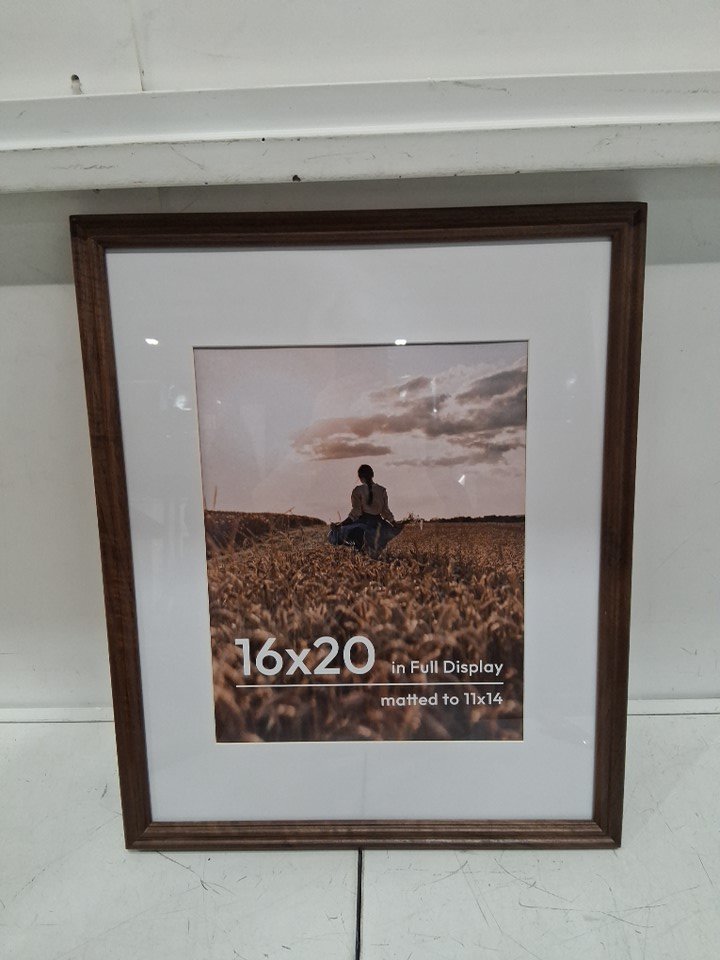 16x20 in Full Display
matted to 11x14